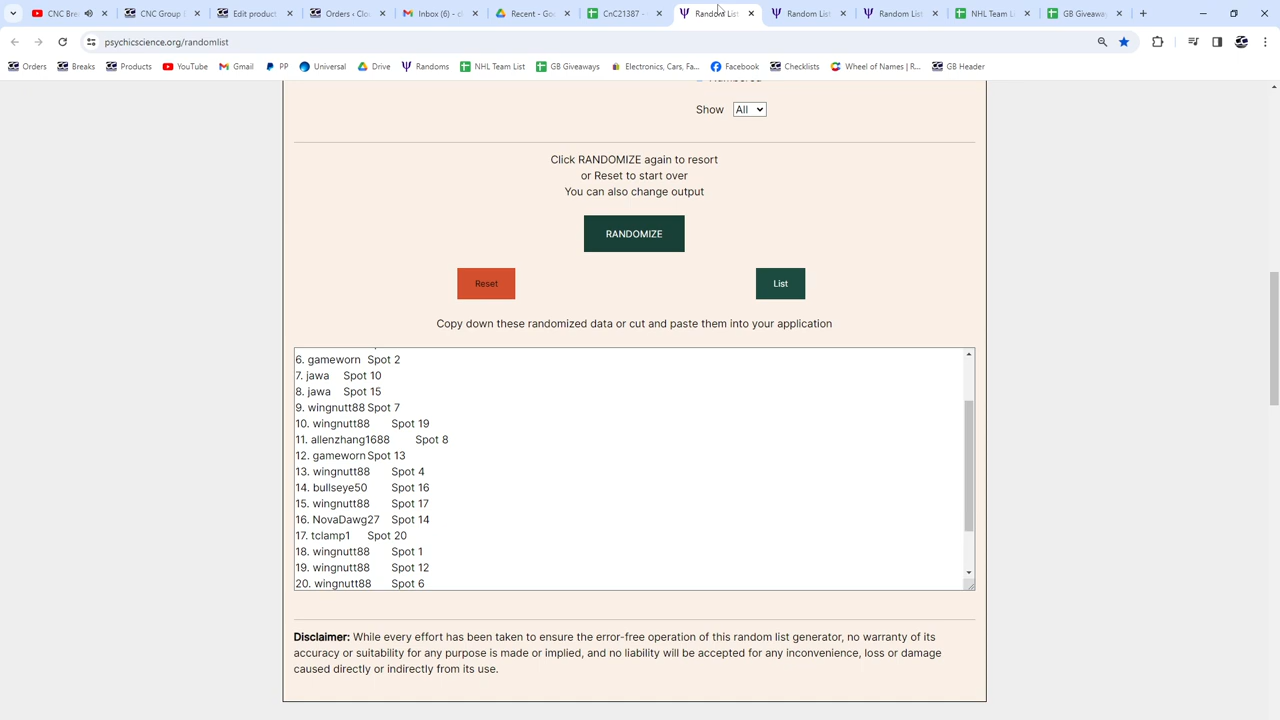 CNC Brea
CNC Group
Edit product
Orders · Clo
Inbox (6) - c
Recent - Go
CnC21387 -
Random List
Random List
Random List
NHL Team L
GB Giveaway
psychicscience.org/randomlist
Orders
Breaks
Products
YouTube
Gmail
PP
Universal
Drive
Randoms
NHL Team List
GB Giveaways
Electronics, Cars, Fa...
Facebook
Checklists
Wheel of Names | R...
GB Header
Numbered
Show All
Click RANDOMIZE again to resort
or Reset to start over
You can also change output
RANDOMIZE
Reset
List
Copy down these randomized data or cut and paste them into your application
6. gameworn Spot 2
7. jawa Spot 10
8. jawa Spot 15
9. wingnutt88 Spot 7
10. wingnutt88 Spot 19
11. allenzhang1688 Spot 8
12. gameworn Spot 13
13. wingnutt88 Spot 4
14. bullseye50 Spot 16
15. wingnutt88 Spot 17
16. NovaDawg27 Spot 14
17. tclamp1 Spot 20
18. wingnutt88 Spot 1
19. wingnutt88 Spot 12
20. wingnutt88 Spot 6
Disclaimer: While every effort has been taken to ensure the error-free operation of this random list generator, no warranty of its
accuracy or suitability for any purpose is made or implied, and no liability will be accepted for any inconvenience, loss or damage
caused directly or indirectly from its use.